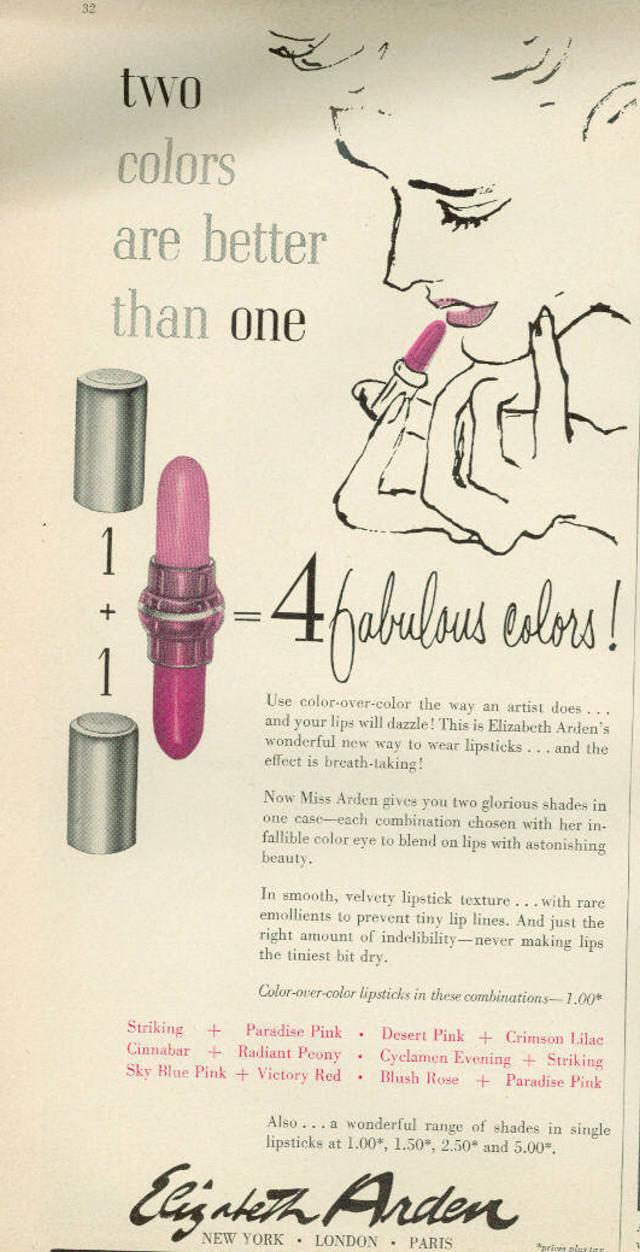 32
two
colors
are better
than one
1
+
1
= 4 fabulous colors!
Use color-over-color the way an artist does . . .
and your lips will dazzle! This is Elizabeth Arden's
wonderful new way to wear lipsticks . . . and the
effect is breath-taking!
Now Miss Arden gives you two glorious shades in
one case—each combination chosen with her in-
fallible color eye to blend on lips with astonishing
beauty.
In smooth, velvety lipstick texture . . . with rare
emollients to prevent tiny lip lines. And just the
right amount of indelibility—never making lips
the tiniest bit dry.
Color-over-color lipsticks in these combinations—1.00*
Striking + Paradise Pink • Desert Pink + Crimson Lilac
Cinnabar + Radiant Peony • Cyclamen Evening + Striking
Sky Blue Pink + Victory Red • Blush Rose + Paradise Pink
Also . . . a wonderful range of shades in single
lipsticks at 1.00*, 1.50*, 2.50* and 5.00*.
Elizabeth Arden
NEW YORK • LONDON • PARIS
*prices plus tax